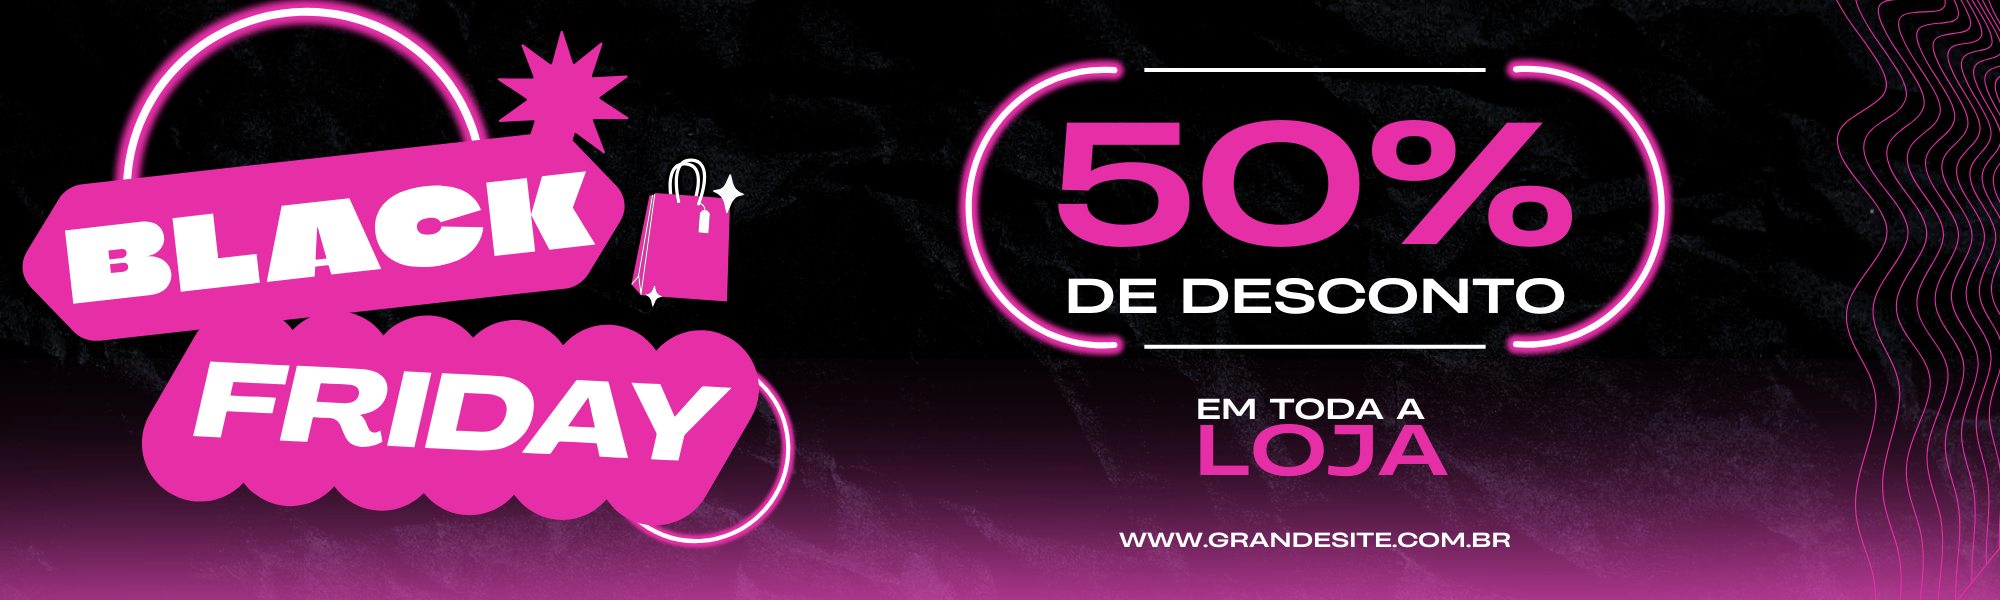 BLACK
FRIDAY
50%
DE DESCONTO
EM TODA A
LOJA
WWW.GRANDESITE.COM.BR